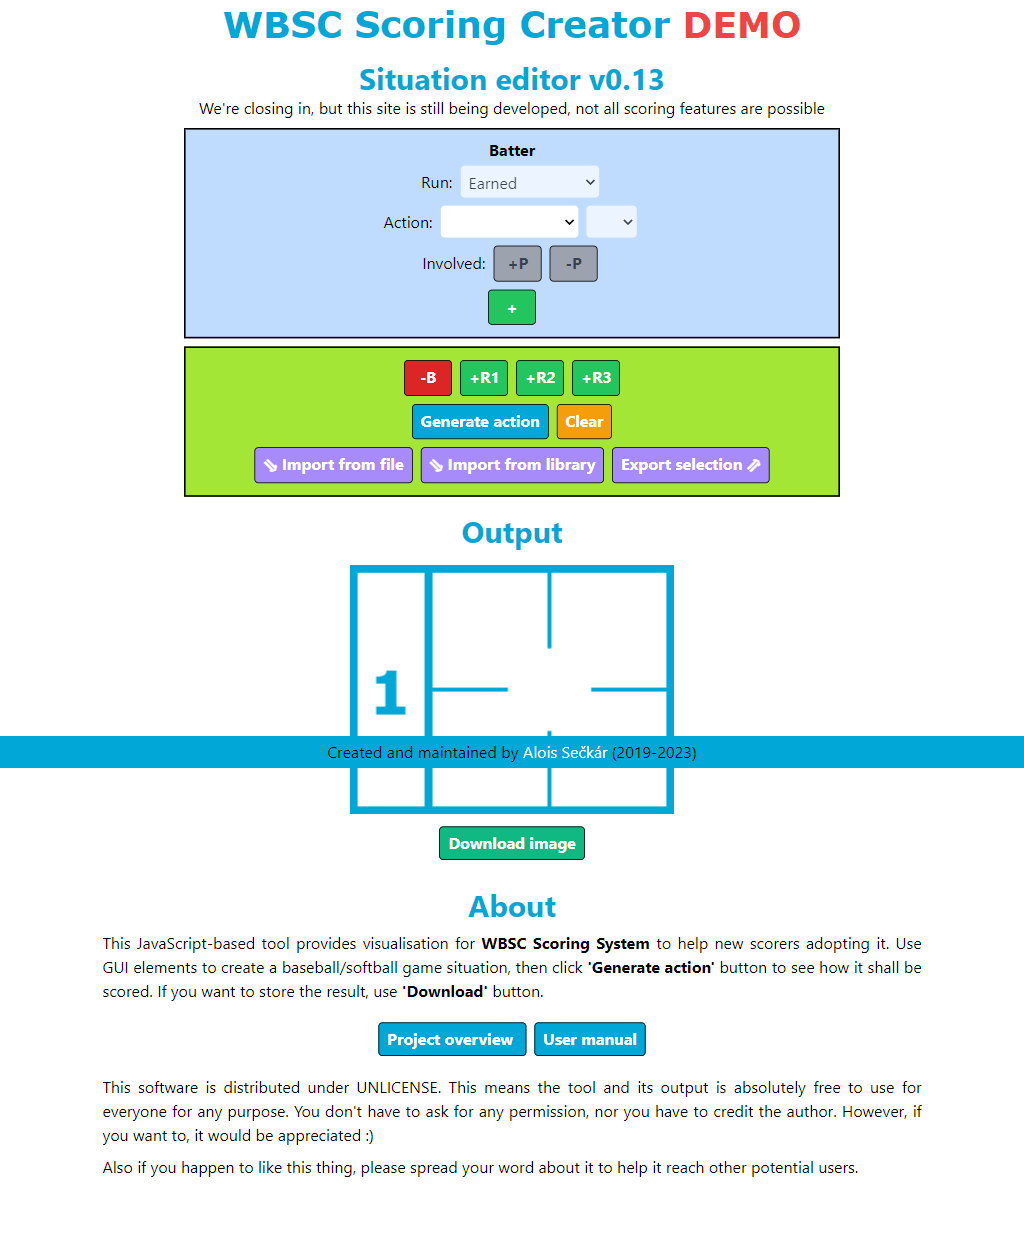 WBSC Scoring Creator DEMO
Situation editor v0.13
We're closing in, but this site is still being developed, not all scoring features are possible
Batter
Run: Earned
Action:
Involved: +P -P
+
-B +R1 +R2 +R3
Generate action Clear
⇘ Import from file ⇘ Import from library Export selection ⇗
Output
1
Created and maintained by Alois Sečkár (2019-2023)
Download image
About
This JavaScript-based tool provides visualisation for WBSC Scoring System to help new scorers adopting it. Use
GUI elements to create a baseball/softball game situation, then click 'Generate action' button to see how it shall be
scored. If you want to store the result, use 'Download' button.
Project overview User manual
This software is distributed under UNLICENSE. This means the tool and its output is absolutely free to use for
everyone for any purpose. You don't have to ask for any permission, nor you have to credit the author. However, if
you want to, it would be appreciated :)
Also if you happen to like this thing, please spread your word about it to help it reach other potential users.